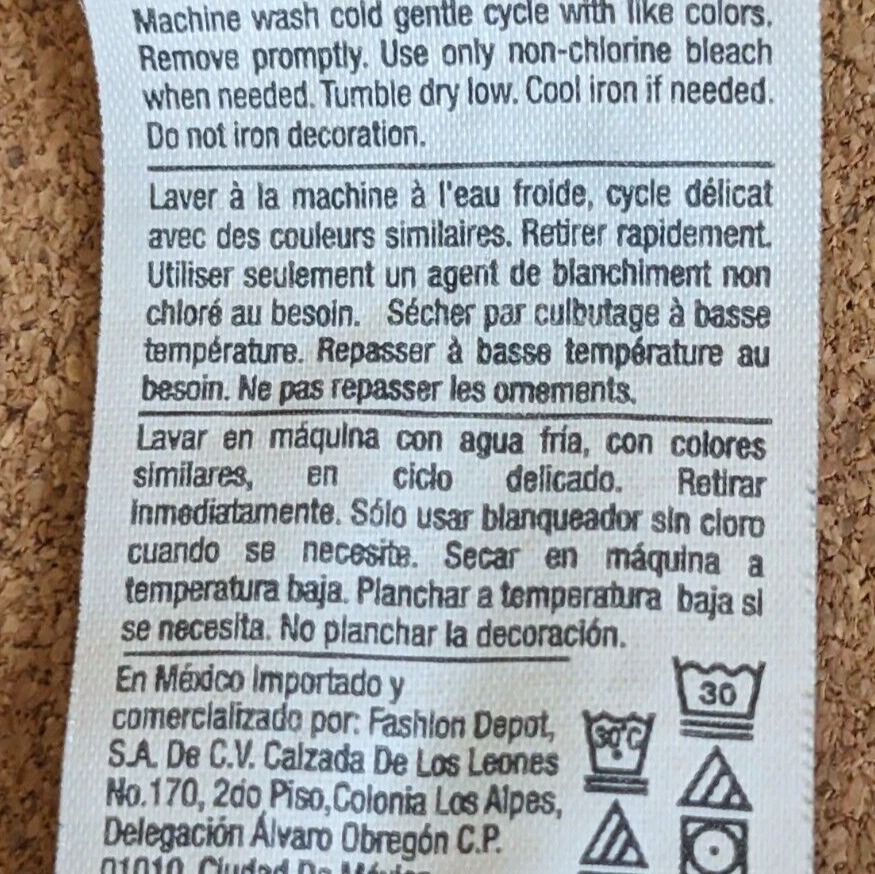 Machine wash cold gentle cycle with like colors.
Remove promptly. Use only non-chlorine bleach
when needed. Tumble dry low. Cool iron if needed.
Do not iron decoration.
Laver à la machine à l'eau froide, cycle délicat
avec des couleurs similaires. Retirer rapidement.
Utiliser seulement un agent de blanchiment non
chloré au besoin. Sécher par culbutage à basse
température. Repasser à basse température au
besoin. Ne pas repasser les ornements.
Lavar en máquina con agua fría, con colores
similares, en ciclo delicado. Retirar
inmediatamente. Sólo usar blanqueador sin cloro
cuando se necesite. Secar en máquina a
temperatura baja. Planchar a temperatura baja si
se necesita. No planchar la decoración.
En México Importado y
comercializado por: Fashion Depot,
S.A. De C.V. Calzada De Los Leones
No.170, 2do Piso, Colonia Los Alpes,
Delegación Álvaro Obregón C.P.
01010 Ciudad De México
30
30°C